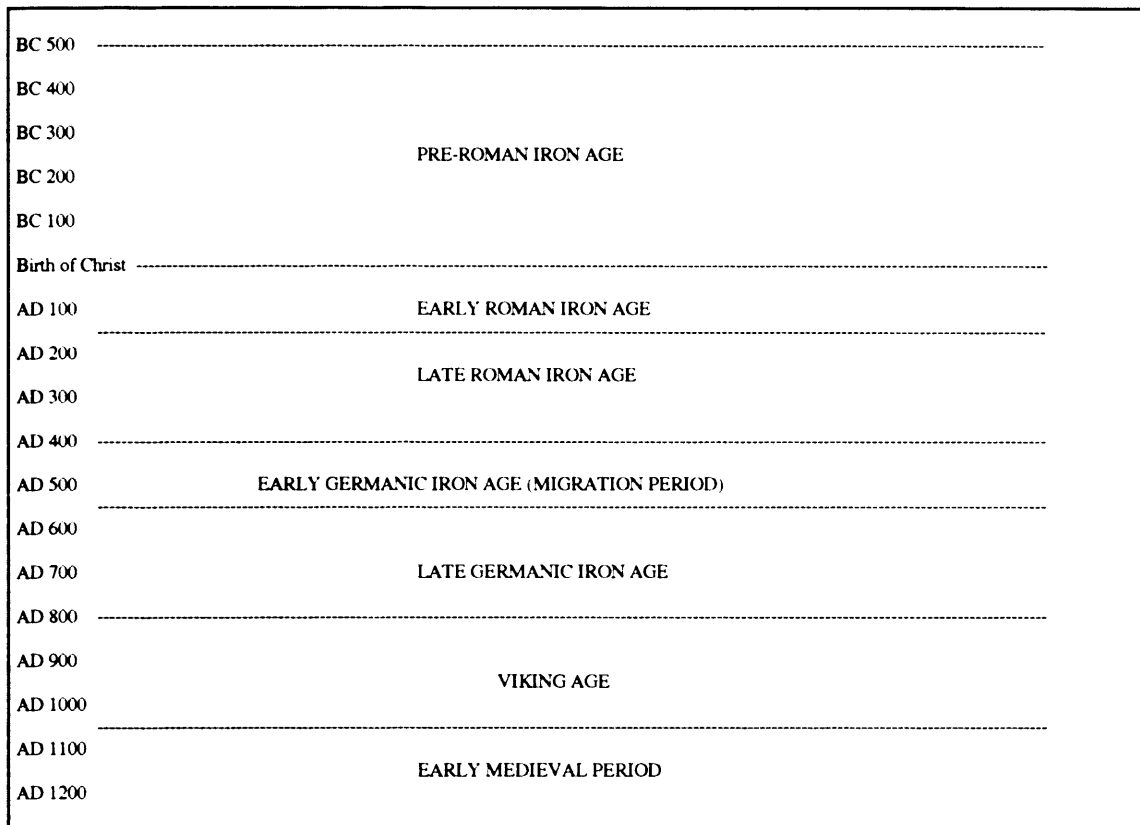 BC 500
BC 400
BC 300
PRE-ROMAN IRON AGE
BC 200
BC 100
Birth of Christ
AD 100 EARLY ROMAN IRON AGE
AD 200
LATE ROMAN IRON AGE
AD 300
AD 400
AD 500 EARLY GERMANIC IRON AGE (MIGRATION PERIOD)
AD 600
AD 700 LATE GERMANIC IRON AGE
AD 800
AD 900
VIKING AGE
AD 1000
AD 1100
EARLY MEDIEVAL PERIOD
AD 1200